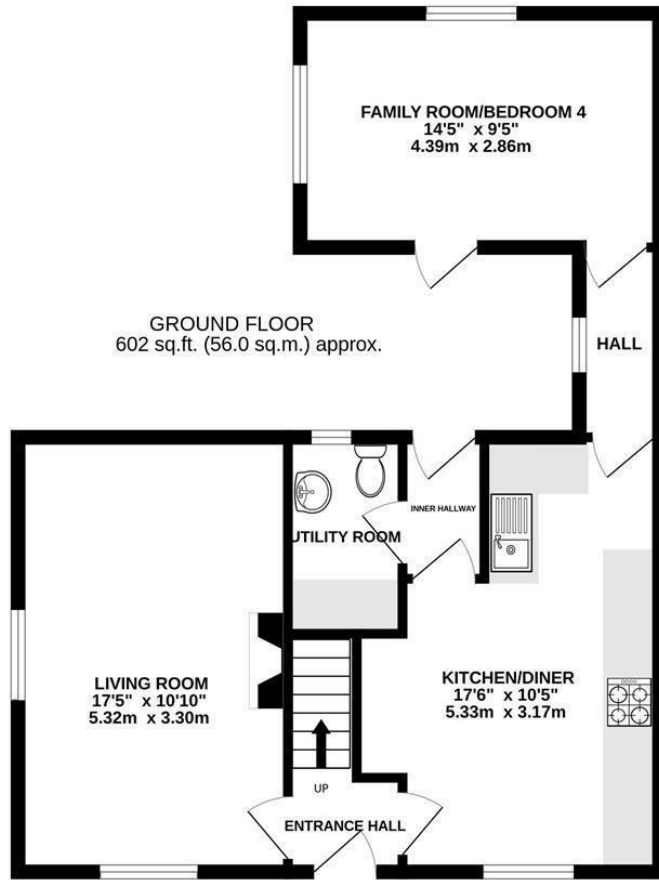 FAMILY ROOM/BEDROOM 4
14'5" x 9'5"
4.39m x 2.86m
GROUND FLOOR
602 sq.ft. (56.0 sq.m.) approx.
HALL
INNER HALLWAY
UTILITY ROOM
LIVING ROOM
17'5" x 10'10"
5.32m x 3.30m
KITCHEN/DINER
17'6" x 10'5"
5.33m x 3.17m
UP
ENTRANCE HALL